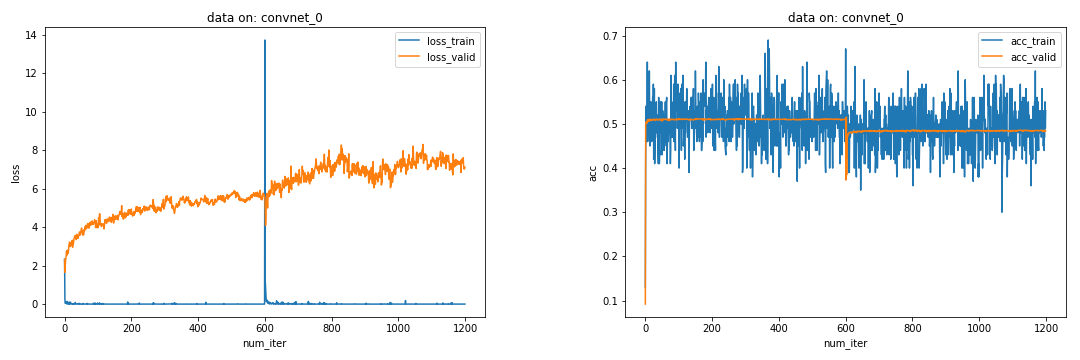 data on: convnet_0
14
12
10
8
6
4
2
0
loss
0 200 400 600 800 1000 1200
num_iter
loss_train
loss_valid
data on: convnet_0
0.7
0.6
0.5
0.4
0.3
0.2
0.1
acc
0 200 400 600 800 1000 1200
num_iter
acc_train
acc_valid